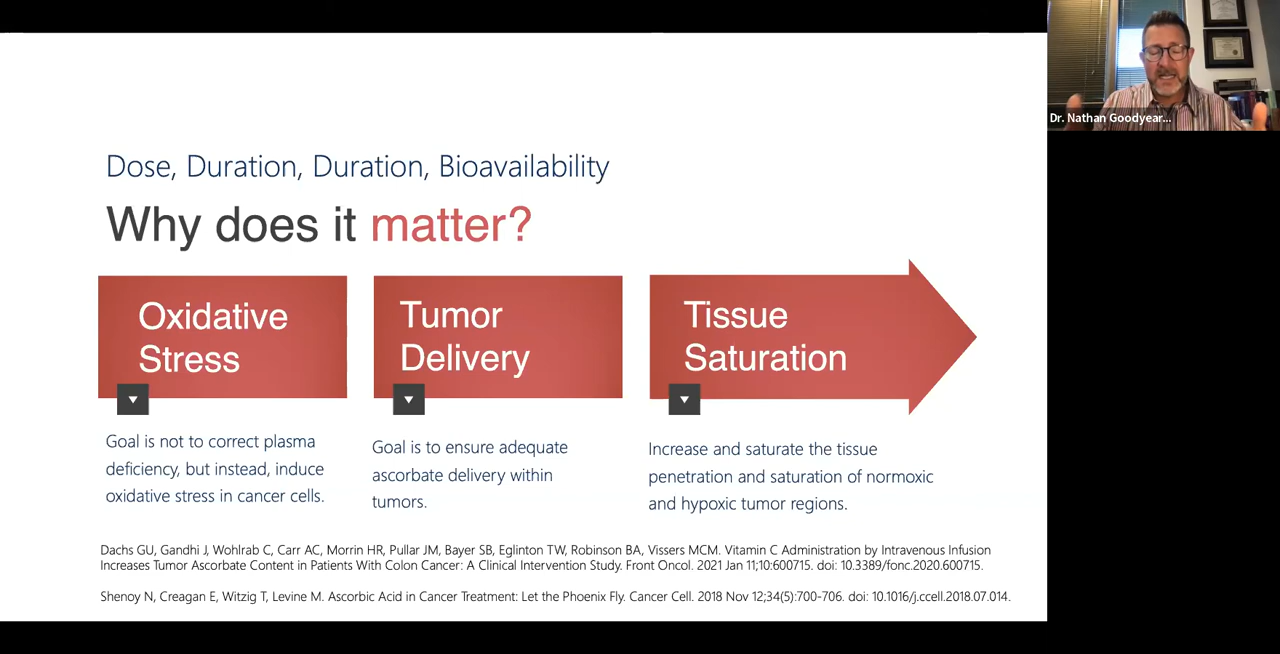 Dr. Nathan Goodyear...
Dose, Duration, Duration, Bioavailability
Why does it matter?
Oxidative
Stress
Goal is not to correct plasma
deficiency, but instead, induce
oxidative stress in cancer cells.
Tumor
Delivery
Goal is to ensure adequate
ascorbate delivery within
tumors.
Tissue
Saturation
Increase and saturate the tissue
penetration and saturation of normoxic
and hypoxic tumor regions.
Dachs GU, Gandhi J, Wohlrab C, Carr AC, Morrin HR, Pullar JM, Bayer SB, Eglinton TW, Robinson BA, Vissers MCM. Vitamin C Administration by Intravenous Infusion
Increases Tumor Ascorbate Content in Patients With Colon Cancer: A Clinical Intervention Study. Front Oncol. 2021 Jan 11;10:600715. doi: 10.3389/fonc.2020.600715.
Shenoy N, Creagan E, Witzig T, Levine M. Ascorbic Acid in Cancer Treatment: Let the Phoenix Fly. Cancer Cell. 2018 Nov 12;34(5):700-706. doi: 10.1016/j.ccell.2018.07.014.